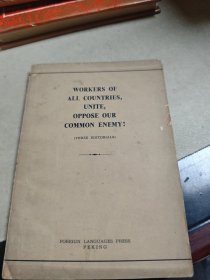 WORKERS OF
ALL COUNTRIES,
UNITE,
OPPOSE OUR
COMMON ENEMY!
(THREE EDITORIALS)
FOREIGN LANGUAGES PRESS
PEKING